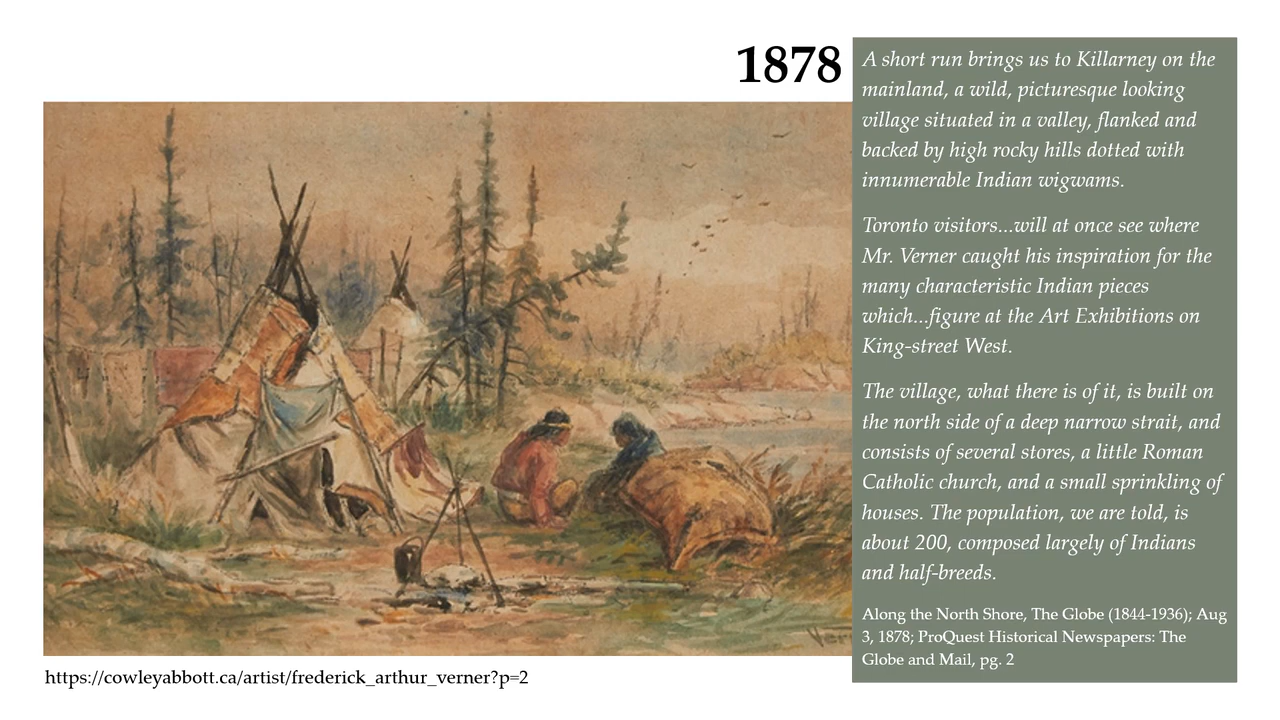 1878
A short run brings us to Killarney on the
mainland, a wild, picturesque looking
village situated in a valley, flanked and
backed by high rocky hills dotted with
innumerable Indian wigwams.
Toronto visitors...will at once see where
Mr. Verner caught his inspiration for the
many characteristic Indian pieces
which...figure at the Art Exhibitions on
King-street West.
The village, what there is of it, is built on
the north side of a deep narrow strait, and
consists of several stores, a little Roman
Catholic church, and a small sprinkling of
houses. The population, we are told, is
about 200, composed largely of Indians
and half-breeds.
Along the North Shore, The Globe (1844-1936); Aug
3, 1878; ProQuest Historical Newspapers: The
Globe and Mail, pg. 2
https://cowleyabbott.ca/artist/frederick_arthur_verner?p=2